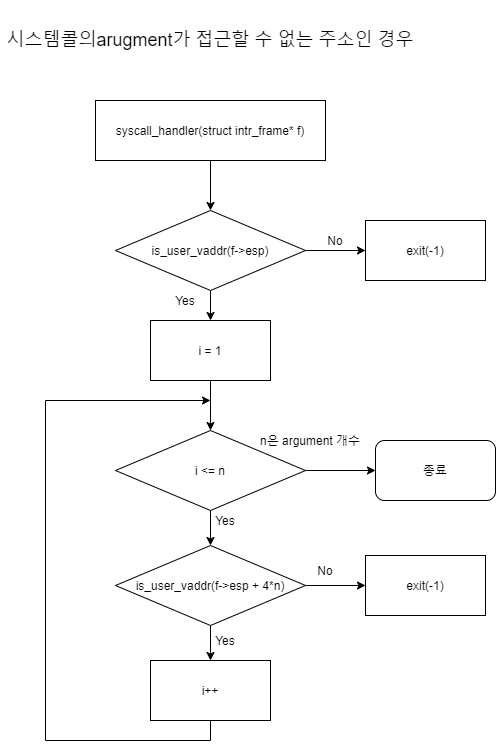 시스템콜의arugment가 접근할 수 없는 주소인 경우
syscall_handler(struct intr_frame* f)
is_user_vaddr(f->esp)
No
exit(-1)
Yes
i = 1
n은 argument 개수
i <= n
종료
Yes
is_user_vaddr(f->esp + 4*n)
No
exit(-1)
Yes
i++